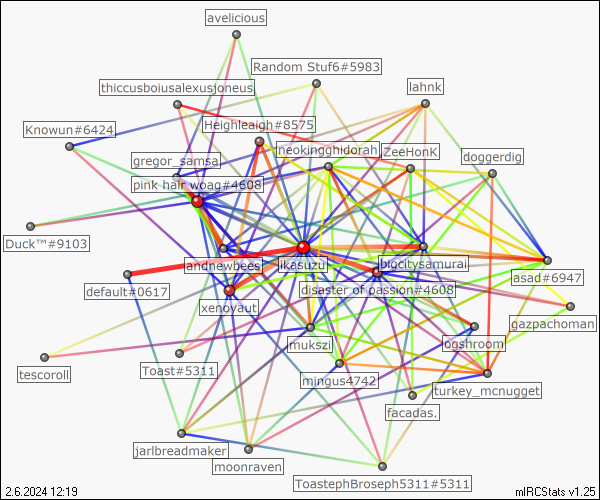 avelicious
Random Stuf6#5983
thiccusboiusalexusjoneus
lahnk
Knowun#6424
Heighleaigh#8575
neokingghidorah
ZeeHonK
doggerdig
gregor_samsa
pink hair woag#4608
Duck™#9103
andnewbees
ikasuzu
bigcitysamurai
asad#6947
default#0617
disaster of passion#4608
xenovaut
gazpachoman
mukszi
ogshroom
tescoroll
Toast#5311
mingus4742
turkey_mcnugget
facadas.
jarlbreadmaker
moonraven
ToastephBroseph5311#5311
2.6.2024 12:19
mIRCStats v1.25